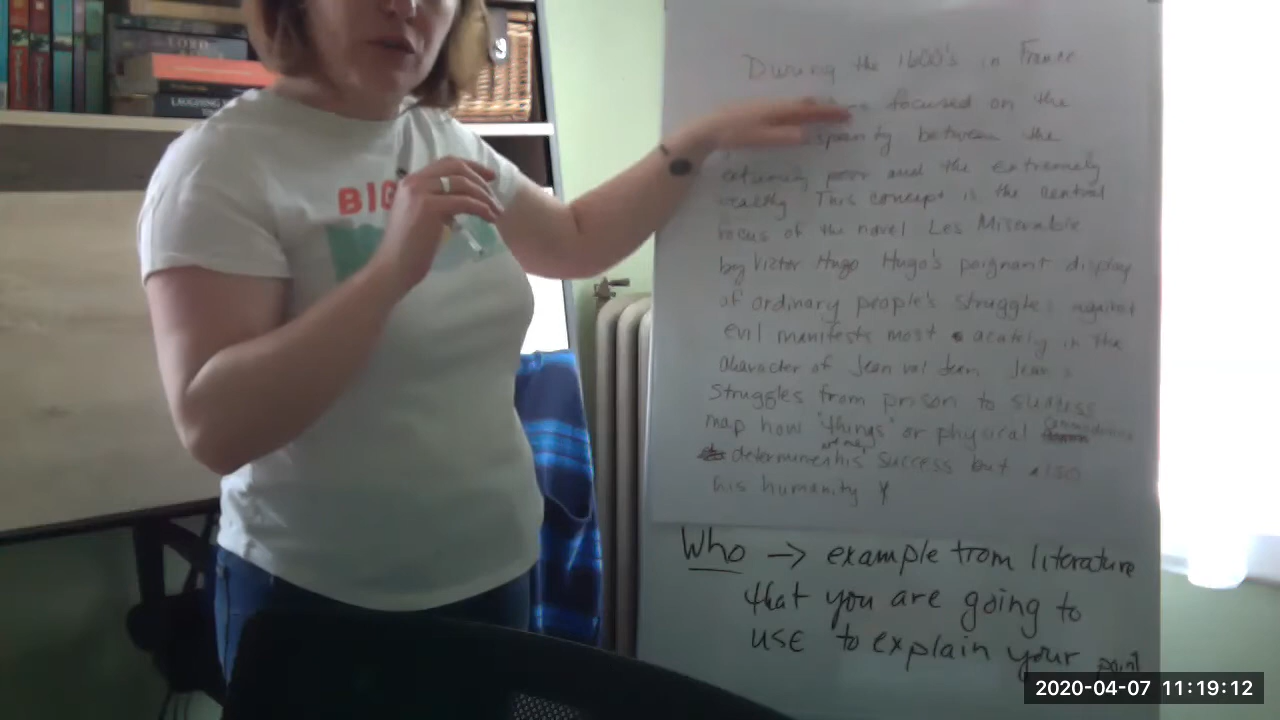 LORD
LAUGHING
BIG
During the 1600's in France
focused on the
between the
extremely poor and the extremely
wealthy This concept is the central
focus of the novel Les Miserable
by Victor Hugo Hugo's poignant display
of ordinary people's struggles against
evil manifests most acutely in the
character of Jean val Jean Jean's
struggles from prison to success
map how 'things' or physical
determine his success but also
his humanity
Who → example from literature
that you are going to
use to explain your point
2020-04-07 11:19:12